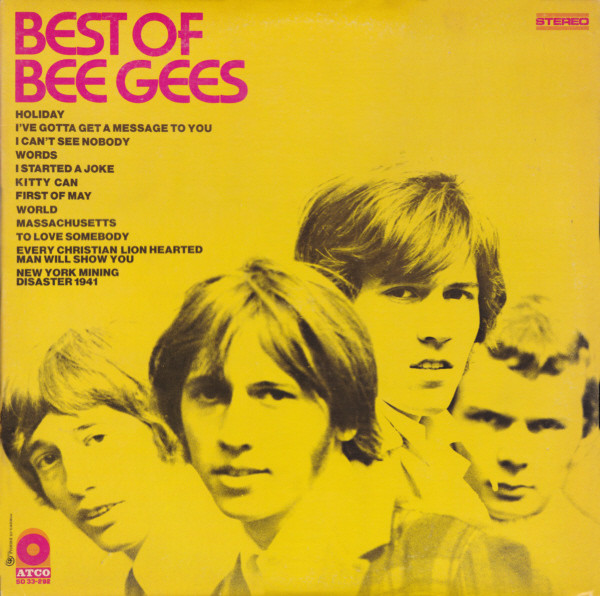 BEST OF
BEE GEES
STEREO
HOLIDAY
I'VE GOTTA GET A MESSAGE TO YOU
I CAN'T SEE NOBODY
WORDS
I STARTED A JOKE
KITTY CAN
FIRST OF MAY
WORLD
MASSACHUSETTS
TO LOVE SOMEBODY
EVERY CHRISTIAN LION HEARTED
MAN WILL SHOW YOU
NEW YORK MINING
DISASTER 1941
ATCO
SD 33-292